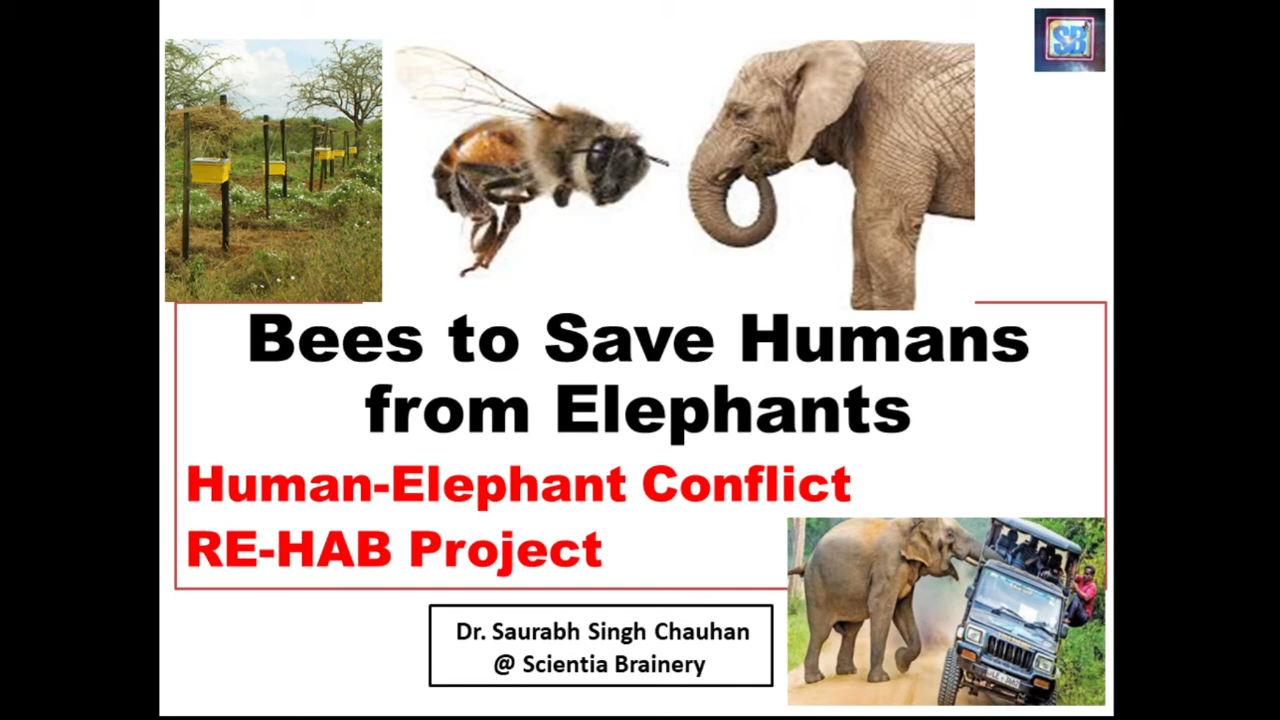 SB
Bees to Save Humans
from Elephants
Human-Elephant Conflict
RE-HAB Project
Dr. Saurabh Singh Chauhan
@ Scientia Brainery